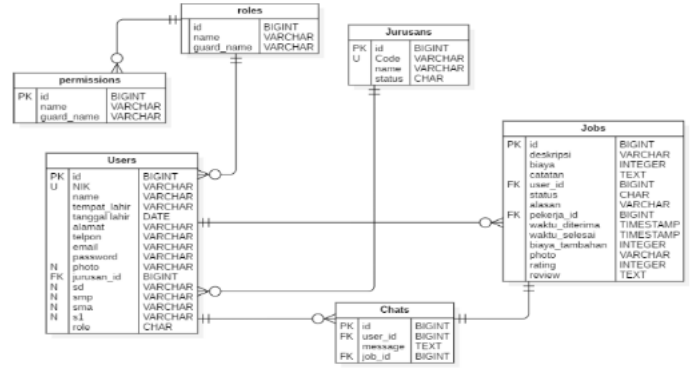 roles
id BIGINT
name VARCHAR
guard_name VARCHAR
Jurusans
PK id BIGINT
U Code VARCHAR
name VARCHAR
status CHAR
permissions
PK id BIGINT
name VARCHAR
guard_name VARCHAR
Jobs
PK id BIGINT
deskripsi VARCHAR
biaya INTEGER
catatan TEXT
FK user_id BIGINT
status CHAR
alasan VARCHAR
FK pekerja_id BIGINT
waktu_diterima TIMESTAMP
waktu_selesai TIMESTAMP
biaya_tambahan INTEGER
photo VARCHAR
rating INTEGER
review TEXT
Users
PK id BIGINT
U NIK VARCHAR
name VARCHAR
tempat_lahir VARCHAR
tanggal_lahir DATE
alamat VARCHAR
telpon VARCHAR
email VARCHAR
password VARCHAR
N photo VARCHAR
FK jurusan_id BIGINT
N sd VARCHAR
N smp VARCHAR
N sma VARCHAR
N s1 VARCHAR
role CHAR
Chats
PK id BIGINT
FK user_id BIGINT
message TEXT
FK job_id BIGINT